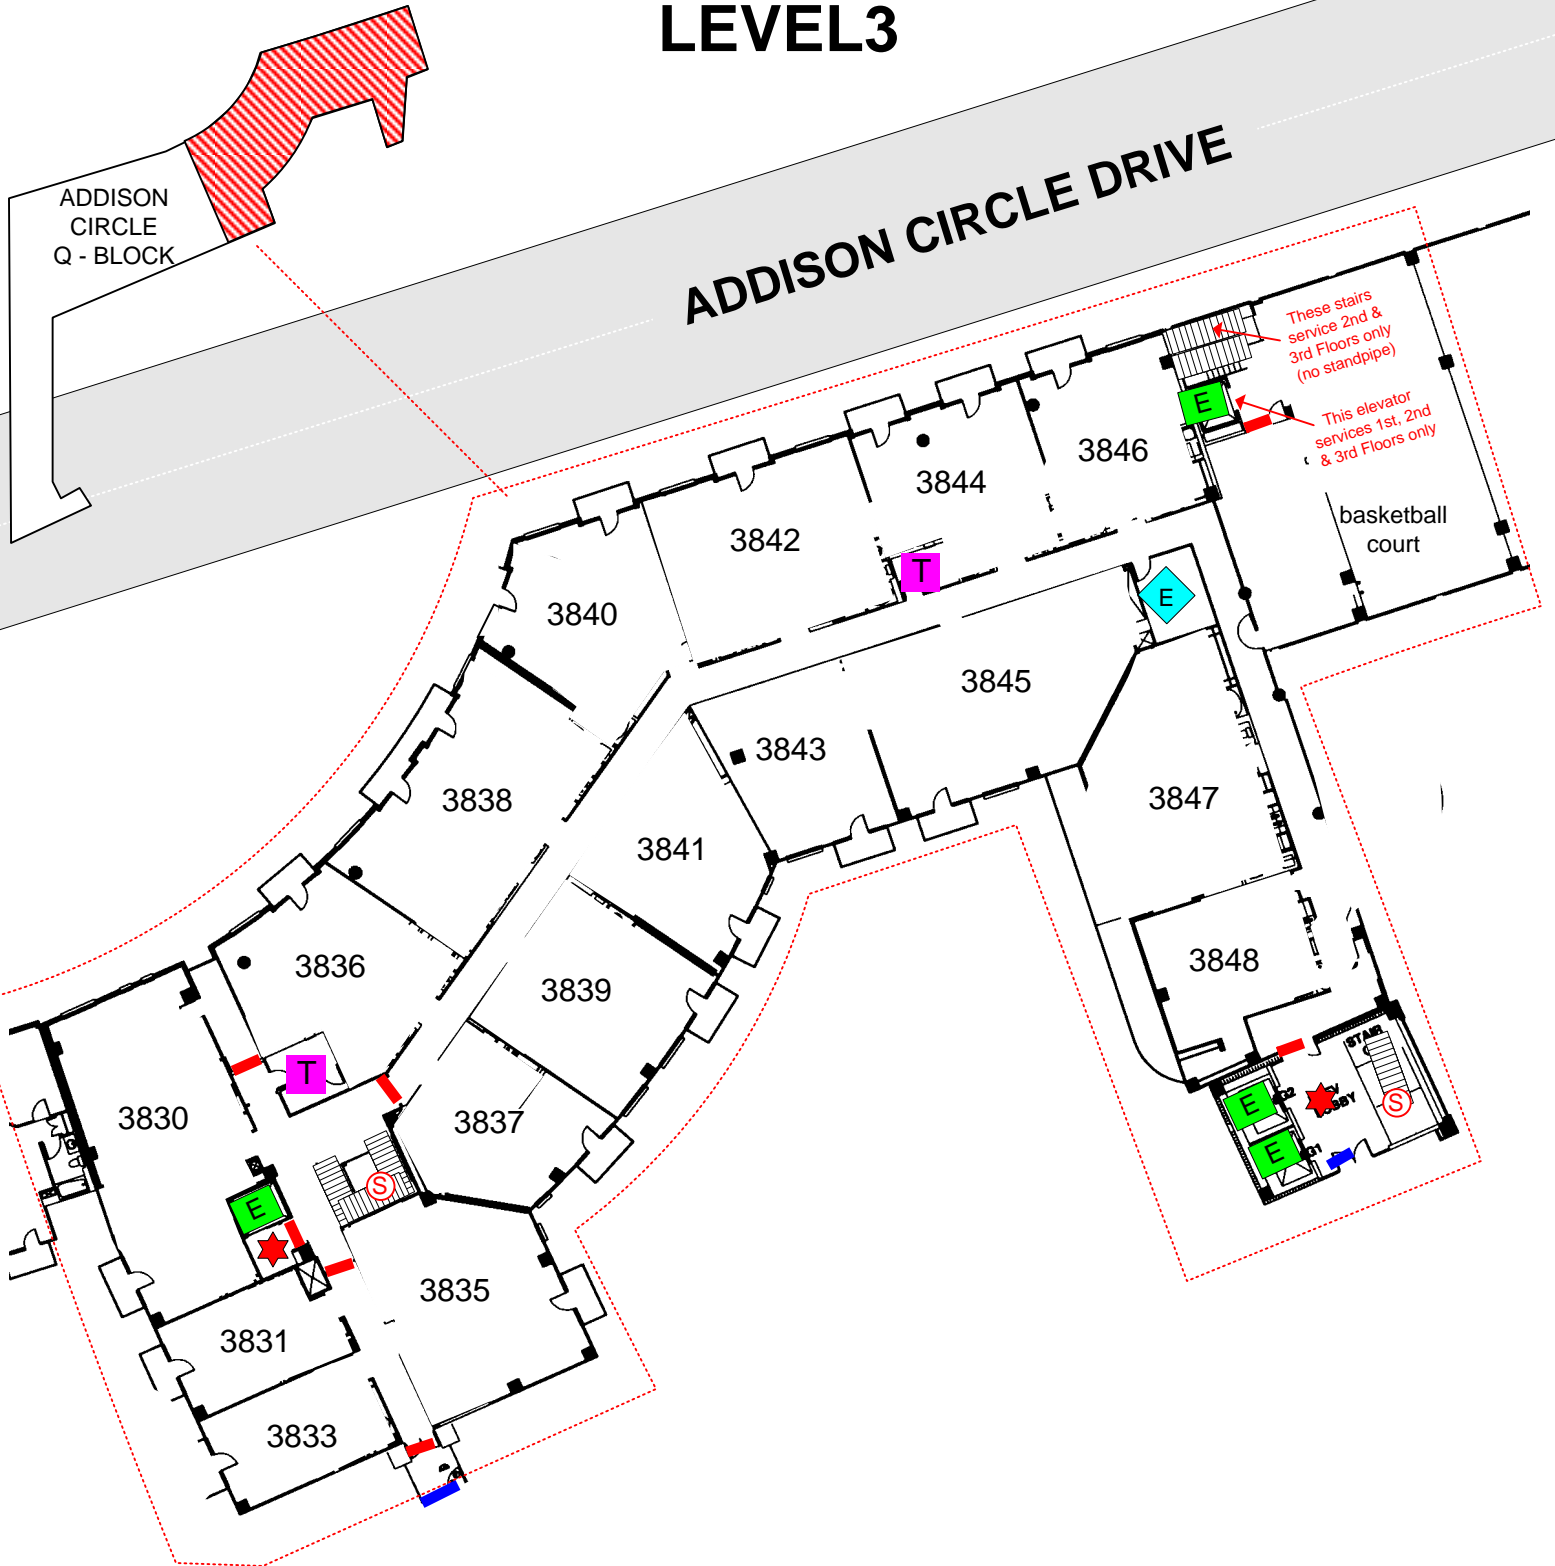 LEVEL3
ADDISON
CIRCLE
Q - BLOCK
ADDISON CIRCLE DRIVE
These stairs
service 2nd &
3rd Floors only
(no standpipe)
E
This elevator
services 1st, 2nd
& 3rd Floors only
3846
3844
3842
basketball
court
T
E
3840
3845
3843
3847
3838
3841
3848
3836
3839
STAIR
T
E
LOBBY
S
3830
3837
E
S
E
3835
3831
3833